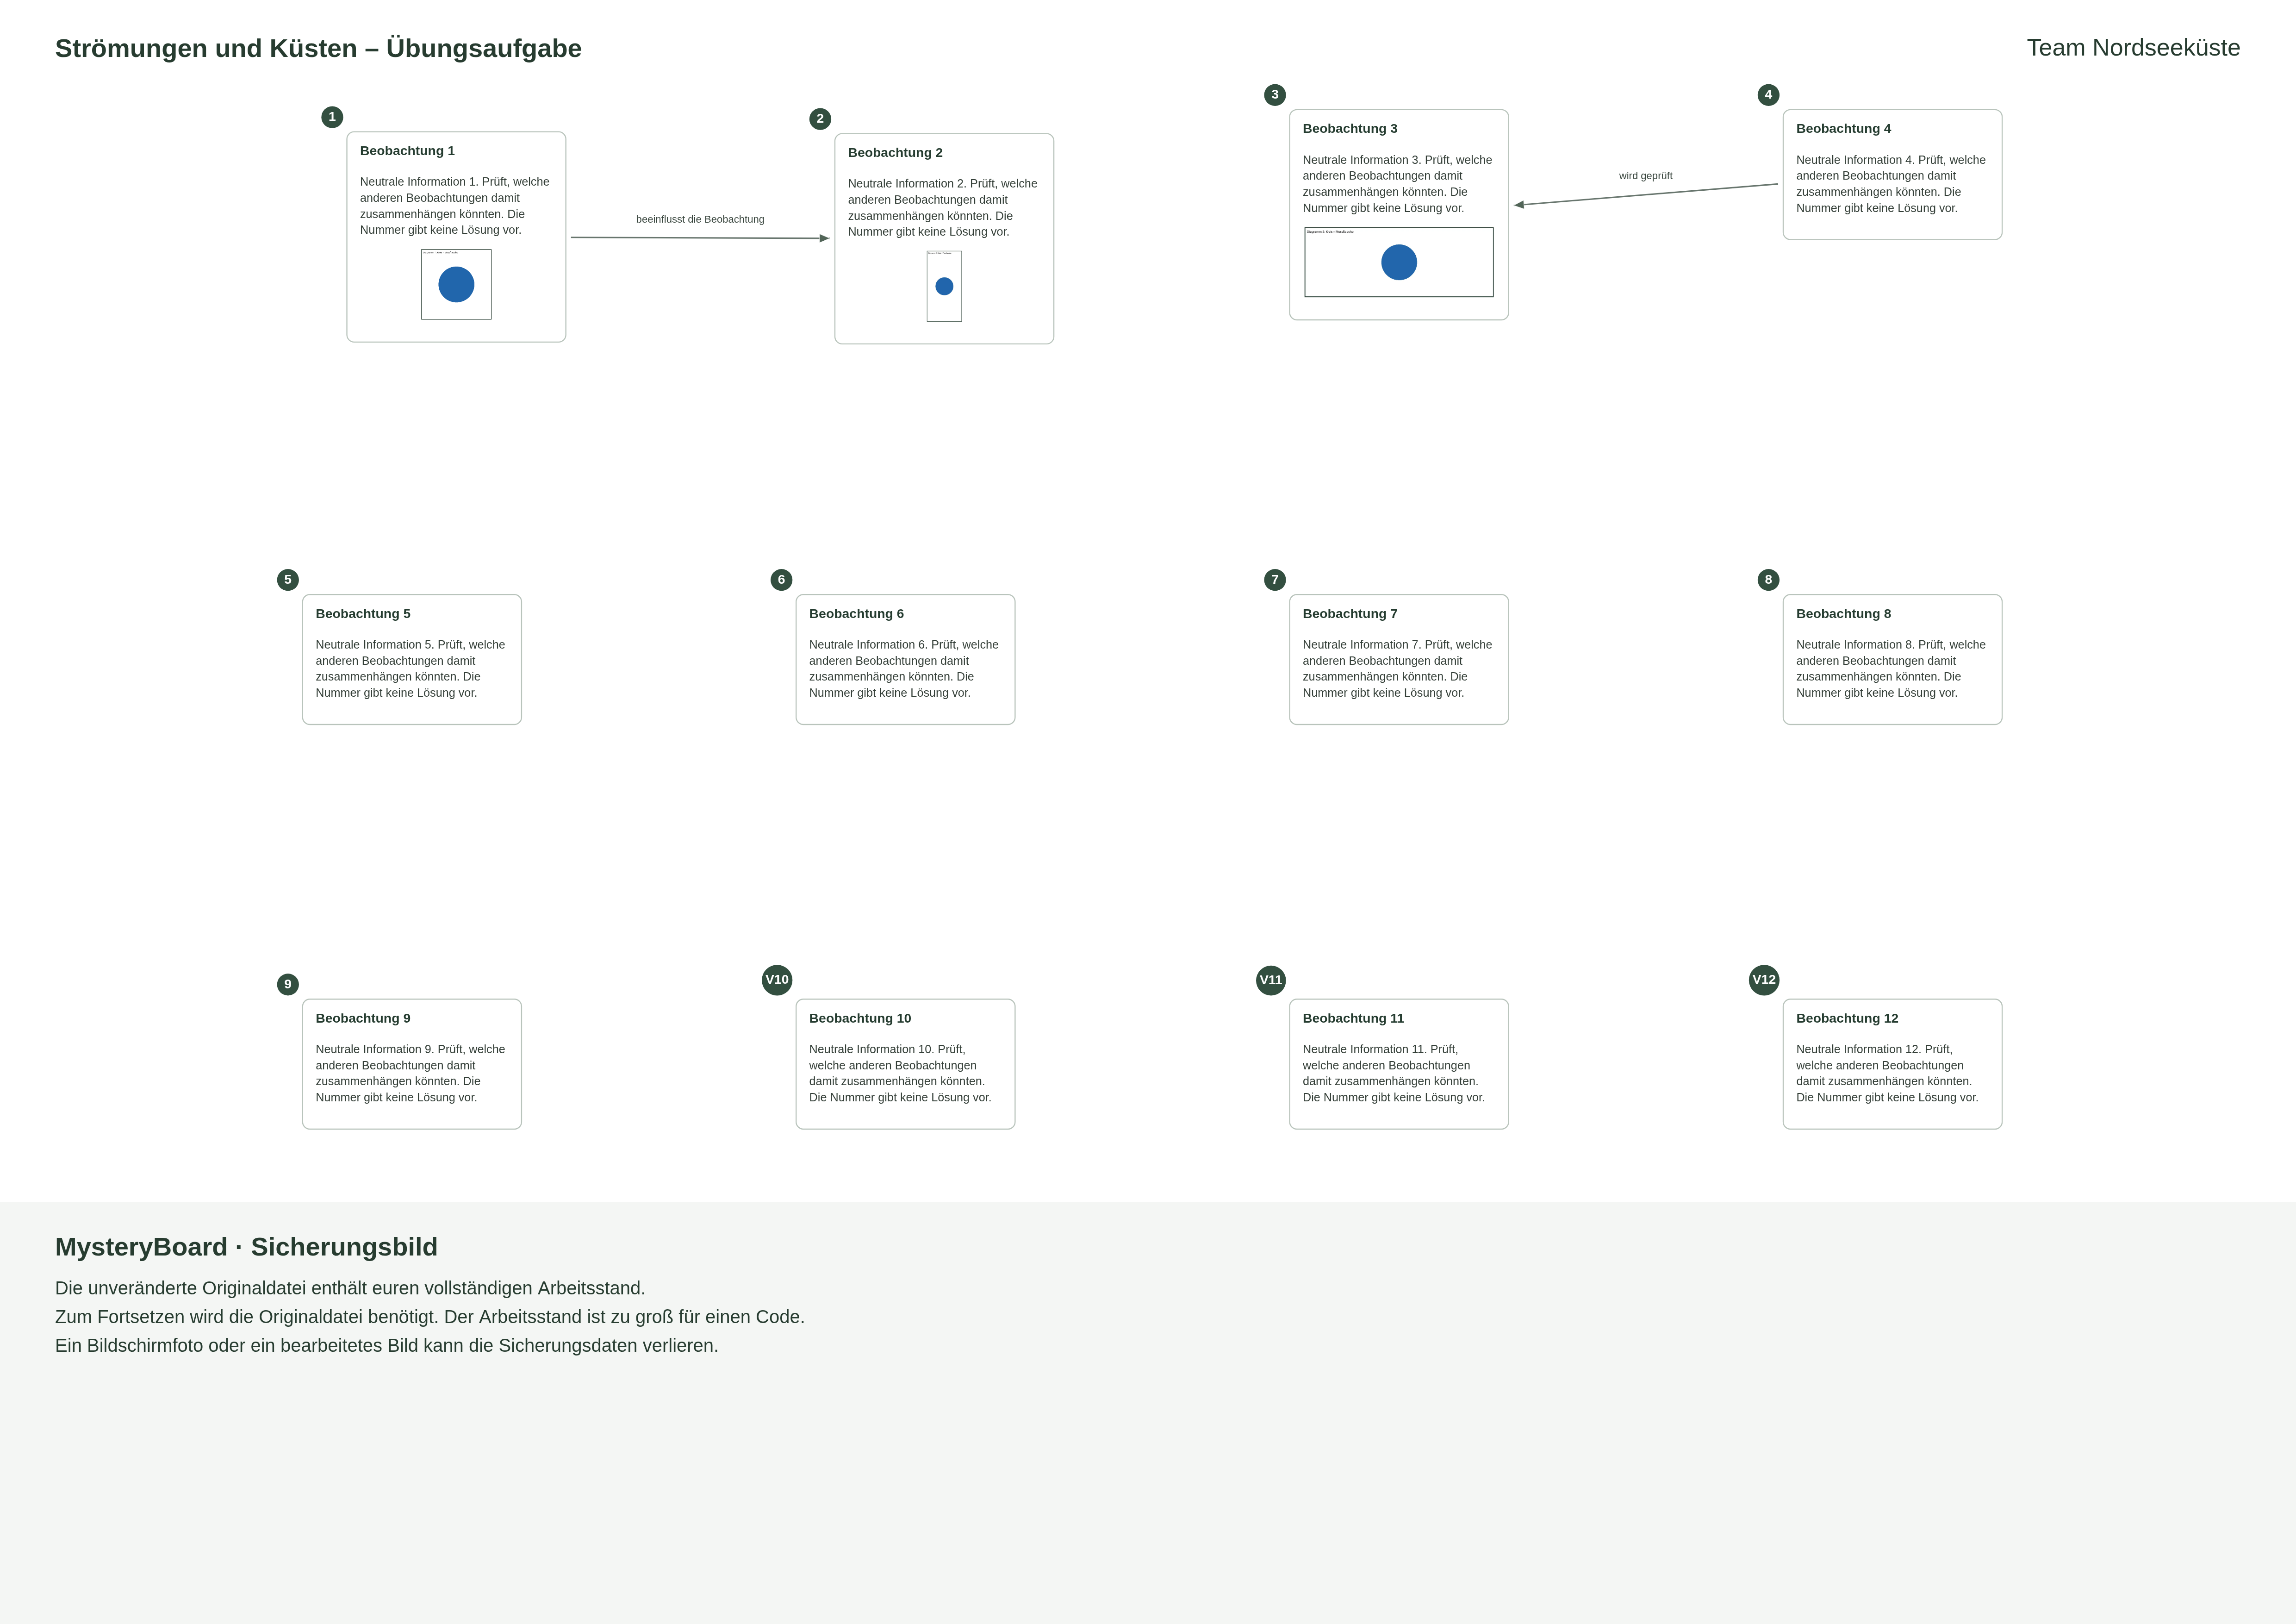 Strömungen und Küsten – Übungsaufgabe
Team Nordseeküste
1
Beobachtung 1
Neutrale Information 1. Prüft, welche
anderen Beobachtungen damit
zusammenhängen könnten. Die
Nummer gibt keine Lösung vor.
beeinflusst die Beobachtung
2
Beobachtung 2
Neutrale Information 2. Prüft, welche
anderen Beobachtungen damit
zusammenhängen könnten. Die
Nummer gibt keine Lösung vor.
3
Beobachtung 3
Neutrale Information 3. Prüft, welche
anderen Beobachtungen damit
zusammenhängen könnten. Die
Nummer gibt keine Lösung vor.
wird geprüft
4
Beobachtung 4
Neutrale Information 4. Prüft, welche
anderen Beobachtungen damit
zusammenhängen könnten. Die
Nummer gibt keine Lösung vor.
5
Beobachtung 5
Neutrale Information 5. Prüft, welche
anderen Beobachtungen damit
zusammenhängen könnten. Die
Nummer gibt keine Lösung vor.
6
Beobachtung 6
Neutrale Information 6. Prüft, welche
anderen Beobachtungen damit
zusammenhängen könnten. Die
Nummer gibt keine Lösung vor.
7
Beobachtung 7
Neutrale Information 7. Prüft, welche
anderen Beobachtungen damit
zusammenhängen könnten. Die
Nummer gibt keine Lösung vor.
8
Beobachtung 8
Neutrale Information 8. Prüft, welche
anderen Beobachtungen damit
zusammenhängen könnten. Die
Nummer gibt keine Lösung vor.
9
Beobachtung 9
Neutrale Information 9. Prüft, welche
anderen Beobachtungen damit
zusammenhängen könnten. Die
Nummer gibt keine Lösung vor.
V10
Beobachtung 10
Neutrale Information 10. Prüft,
welche anderen Beobachtungen
damit zusammenhängen könnten.
Die Nummer gibt keine Lösung vor.
V11
Beobachtung 11
Neutrale Information 11. Prüft,
welche anderen Beobachtungen
damit zusammenhängen könnten.
Die Nummer gibt keine Lösung vor.
V12
Beobachtung 12
Neutrale Information 12. Prüft,
welche anderen Beobachtungen
damit zusammenhängen könnten.
Die Nummer gibt keine Lösung vor.
MysteryBoard · Sicherungsbild
Die unveränderte Originaldatei enthält euren vollständigen Arbeitsstand.
Zum Fortsetzen wird die Originaldatei benötigt. Der Arbeitsstand ist zu groß für einen Code.
Ein Bildschirmfoto oder ein bearbeitetes Bild kann die Sicherungsdaten verlieren.